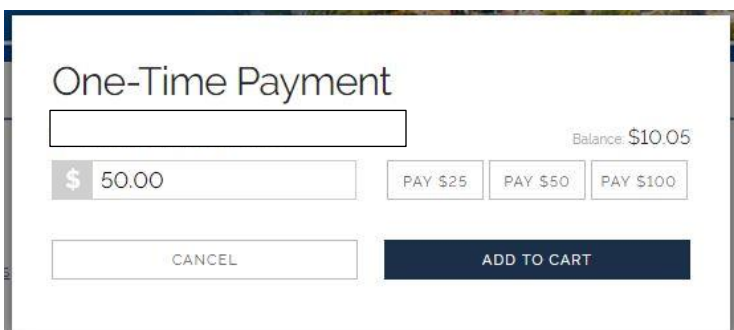 One-Time Payment
Balance: $10.05
$ 50.00
PAY $25 PAY $50 PAY $100
CANCEL ADD TO CART